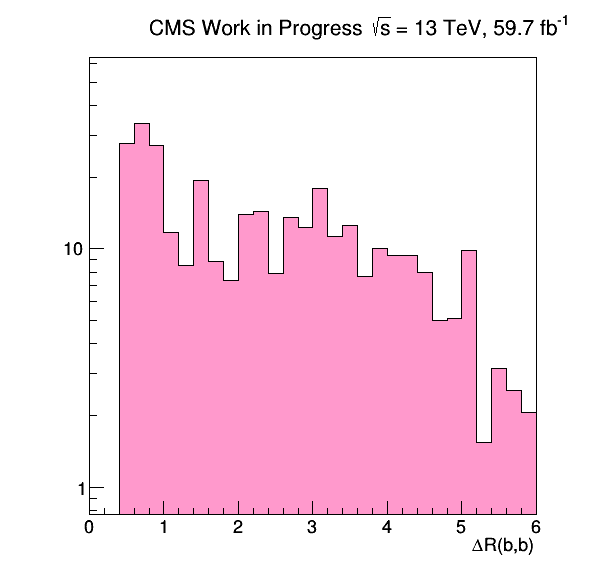 CMS Work in Progress √s = 13 TeV, 59.7 fb⁻¹
10
1
0 1 2 3 4 5 6
ΔR(b,b)